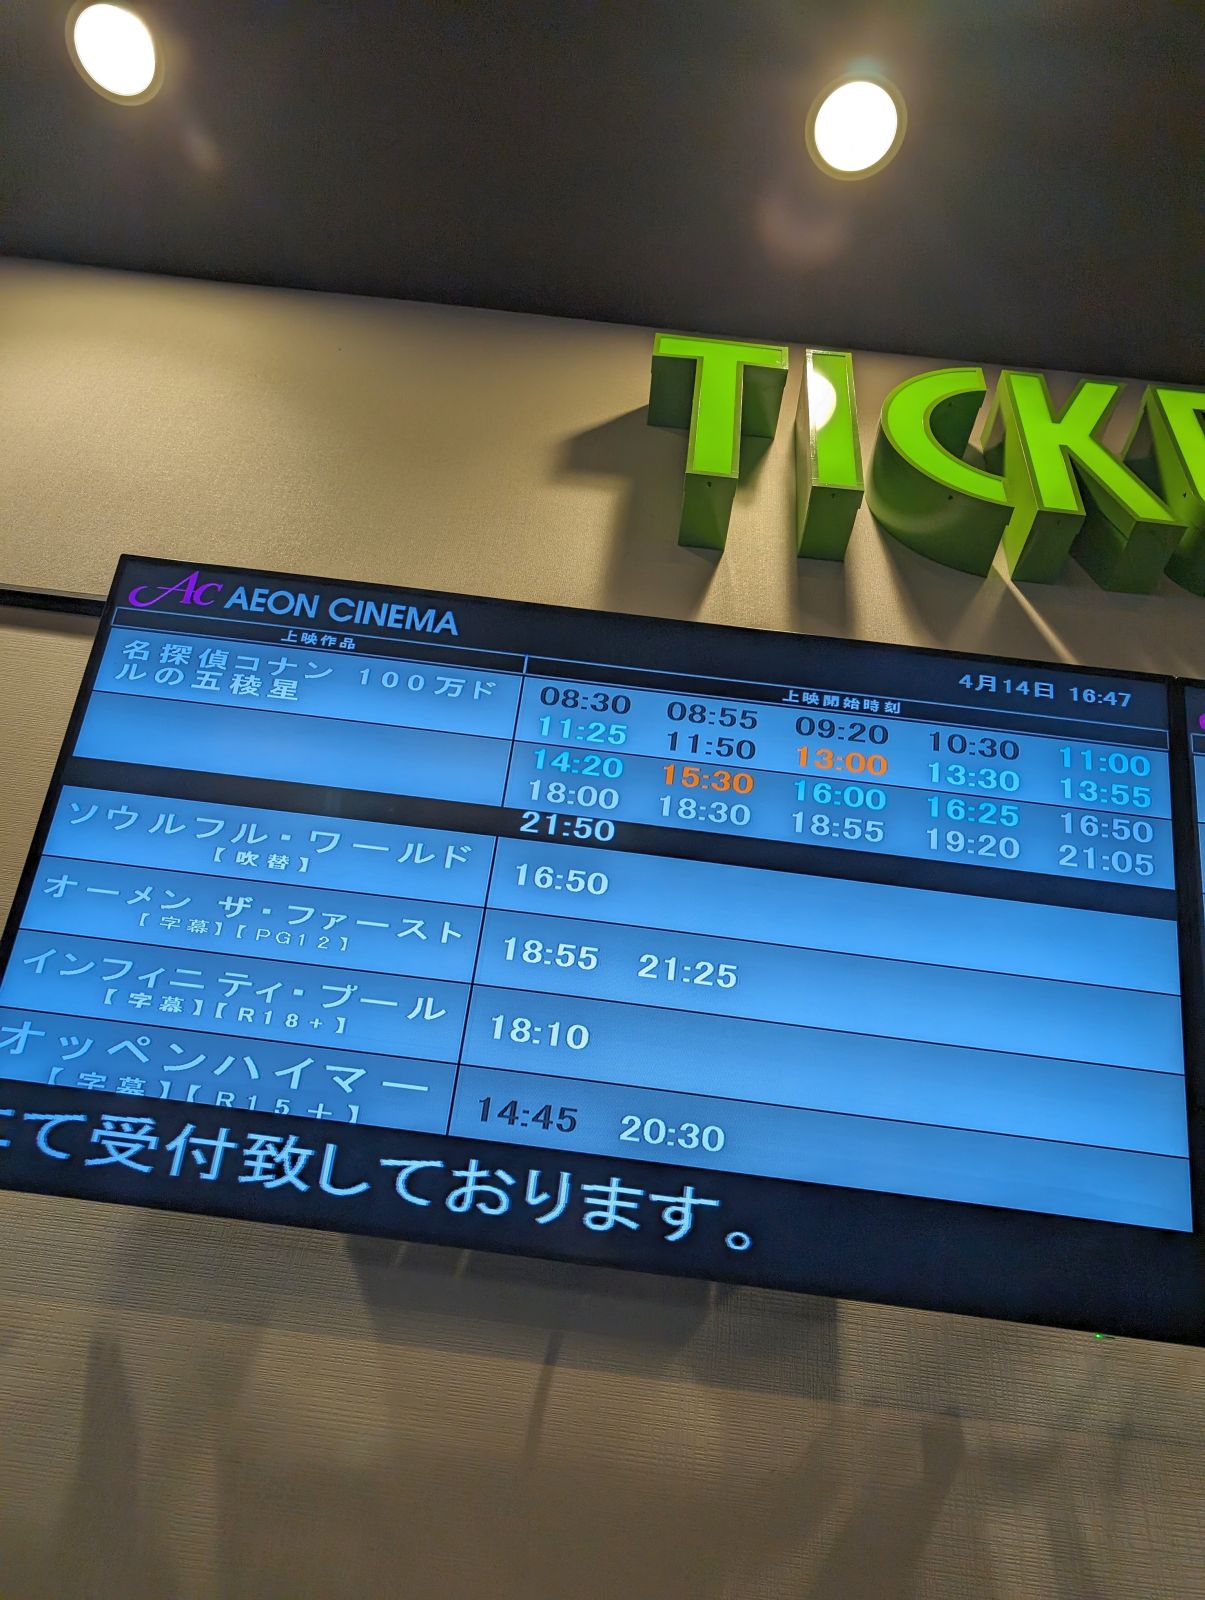 TICKE
AC AEON CINEMA
4月14日 16:47
上映作品
上映開始時刻
名探偵コナン 100万ド
ルの五稜星
08:30 08:55 09:20 10:30 11:00
11:25 11:50 13:00 13:30 13:55
14:20 15:30 16:00 16:25 16:50
18:00 18:30 18:55 19:20 21:05
21:50
ソウルフル・ワールド
【吹替】
16:50
オーメン ザ・ファースト
【字幕】【PG12】
18:55 21:25
インフィニティ・プール
【字幕】【R18+】
18:10
オッペンハイマー
【字幕】【R15+】
14:45 20:30
て受付致しております。